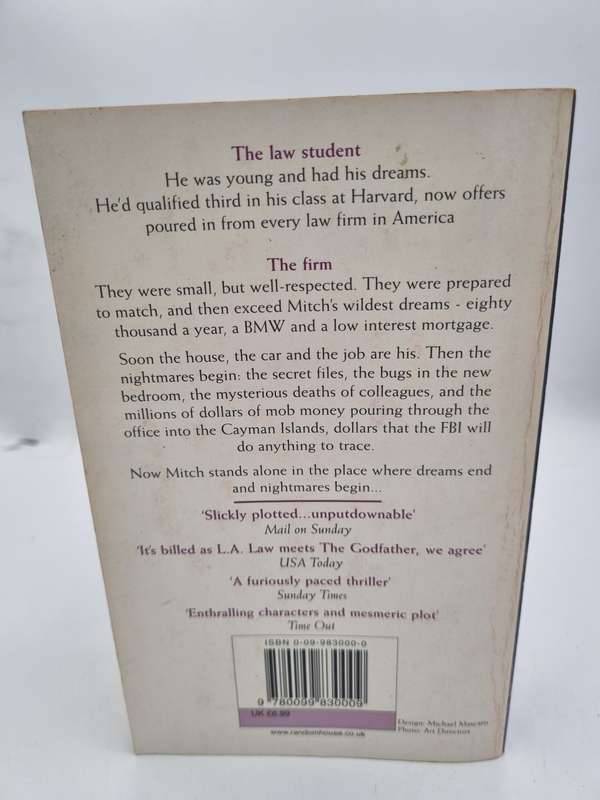 The law student
He was young and had his dreams.
He'd qualified third in his class at Harvard, now offers
poured in from every law firm in America
The firm
They were small, but well-respected. They were prepared
to match, and then exceed Mitch's wildest dreams - eighty
thousand a year, a BMW and a low interest mortgage.
Soon the house, the car and the job are his. Then the
nightmares begin: the secret files, the bugs in the new
bedroom, the mysterious deaths of colleagues, and the
millions of dollars of mob money pouring through the
office into the Cayman Islands, dollars that the FBI will
do anything to trace.
Now Mitch stands alone in the place where dreams end
and nightmares begin...
'Slickly plotted...unputdownable'
Mail on Sunday
'It's billed as L.A. Law meets The Godfather, we agree'
USA Today
'A furiously paced thriller'
Sunday Times
'Enthralling characters and mesmeric plot'
Time Out
ISBN 0-09-983000-0
9 780099 830009
UK £6.99
www.randomhouse.co.uk
Design: Michael
Photo: Art Directors